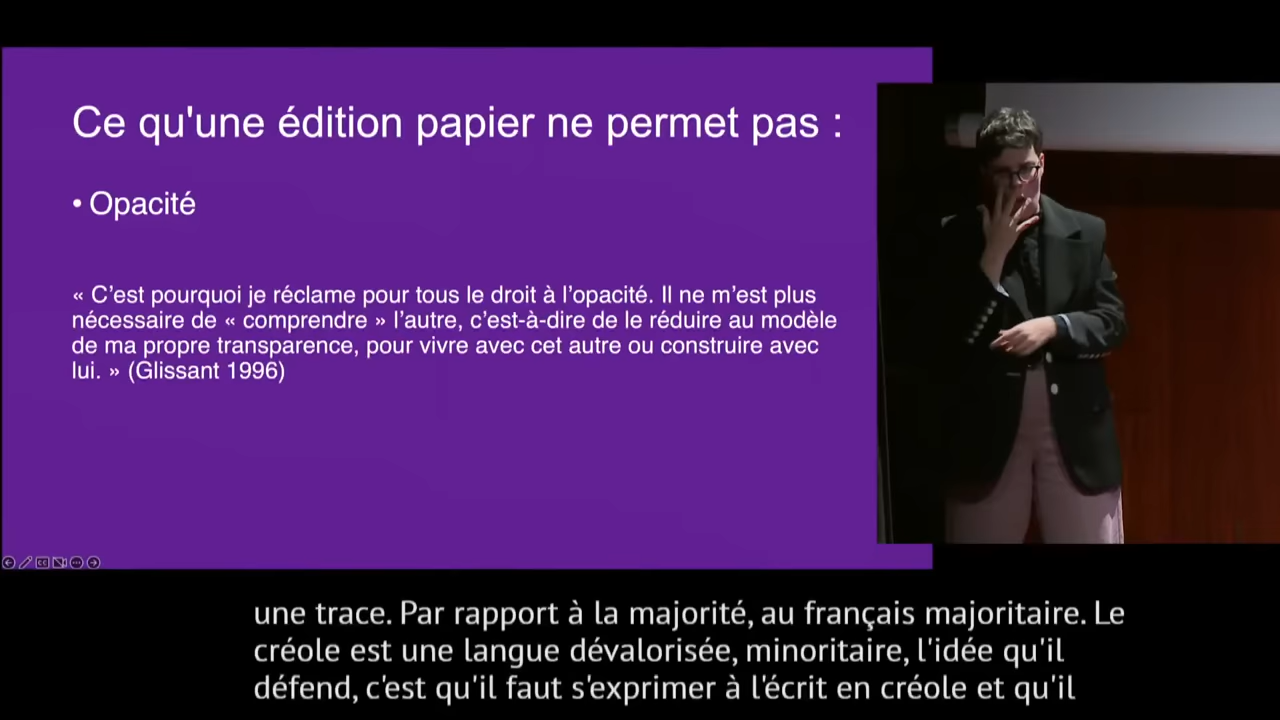 Ce qu'une édition papier ne permet pas :
• Opacité
« C’est pourquoi je réclame pour tous le droit à l’opacité. Il ne m’est plus
nécessaire de « comprendre » l’autre, c’est-à-dire de le réduire au modèle
de ma propre transparence, pour vivre avec cet autre ou construire avec
lui. » (Glissant 1996)
une trace. Par rapport à la majorité, au français majoritaire. Le
créole est une langue dévalorisée, minoritaire, l'idée qu'il
défend, c'est qu'il faut s'exprimer à l'écrit en créole et qu'il